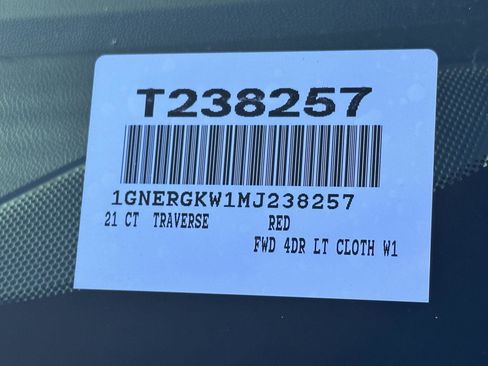 T238257
1GNERGKW1MJ238257
21 CT TRAVERSE RED
FWD 4DR LT CLOTH W1